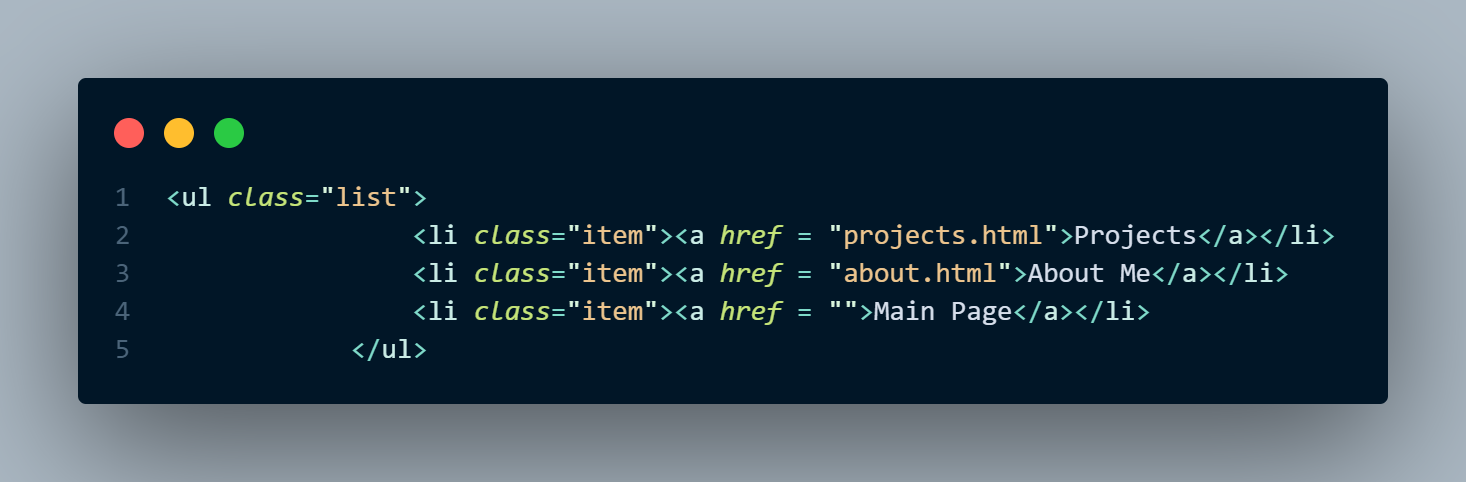 1 <ul class="list">
2 <li class="item"><a href = "projects.html">Projects</a></li>
3 <li class="item"><a href = "about.html">About Me</a></li>
4 <li class="item"><a href = "">Main Page</a></li>
5 </ul>